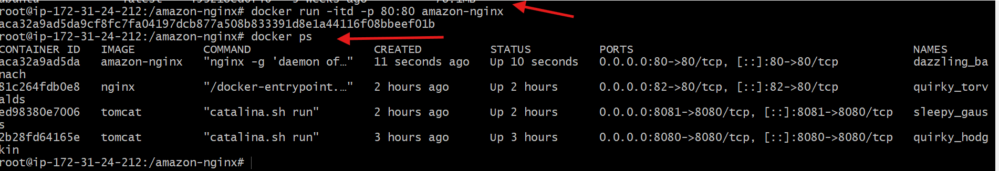 root@ip-172-31-24-212:/amazon-nginx# docker run -itd -p 80:80 amazon-nginx
aca32a9ad5da9cf8fc7fa04197dcb877a508b833391d8e1a44116f08bbeef01b
root@ip-172-31-24-212:/amazon-nginx# docker ps
CONTAINER ID   IMAGE          COMMAND                  CREATED          STATUS          PORTS                                         NAMES
aca32a9ad5da   amazon-nginx   "nginx -g 'daemon of…"   11 seconds ago   Up 10 seconds   0.0.0.0:80->80/tcp, [::]:80->80/tcp           dazzling_ba
nach
81c264fdb0e8   nginx          "/docker-entrypoint.…"   2 hours ago      Up 2 hours      0.0.0.0:82->80/tcp, [::]:82->80/tcp           quirky_torv
alds
ed98380e7006   tomcat         "catalina.sh run"        2 hours ago      Up 2 hours      0.0.0.0:8081->8080/tcp, [::]:8081->8080/tcp   sleepy_gaus
s
2b28fd64165e   tomcat         "catalina.sh run"        3 hours ago      Up 3 hours      0.0.0.0:8080->8080/tcp, [::]:8080->8080/tcp   quirky_hodg
kin
root@ip-172-31-24-212:/amazon-nginx#